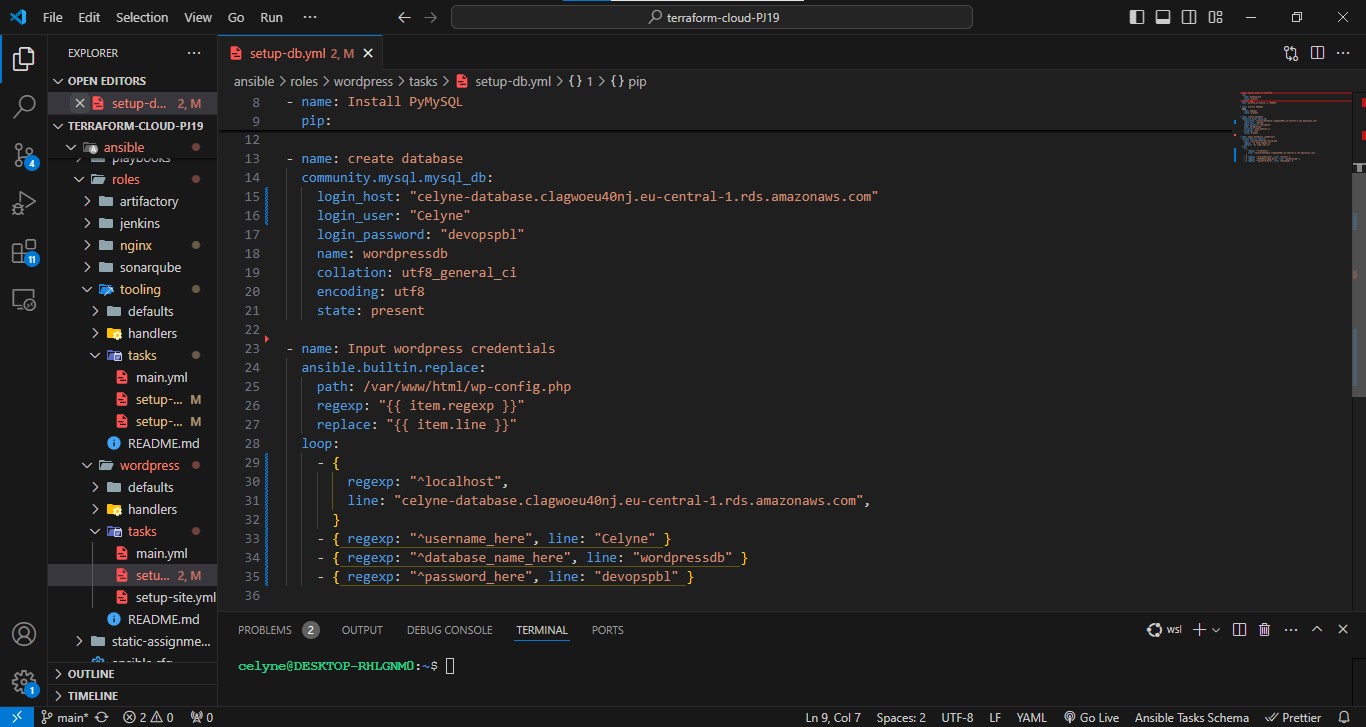 File Edit Selection View Go Run ··· terraform-cloud-PJ19
EXPLORER ···
OPEN EDITORS
setup-d... 2, M
TERRAFORM-CLOUD-PJ19
ansible
playbooks
roles
artifactory
jenkins
nginx
sonarqube
tooling
defaults
handlers
tasks
main.yml
setup-... M
setup-... M
README.md
wordpress
defaults
handlers
tasks
main.yml
setu... 2, M
setup-site.yml
README.md
static-assignme...
ansible.cfg
OUTLINE
TIMELINE
4
11
1
setup-db.yml 2, M
ansible > roles > wordpress > tasks > setup-db.yml > {} 1 > {} pip
8 - name: Install PyMySQL
9 pip:
12
13 - name: create database
14 community.mysql.mysql_db:
15 login_host: "celyne-database.clagwoeu40nj.eu-central-1.rds.amazonaws.com"
16 login_user: "Celyne"
17 login_password: "devopspbl"
18 name: wordpressdb
19 collation: utf8_general_ci
20 encoding: utf8
21 state: present
22
23 - name: Input wordpress credentials
24 ansible.builtin.replace:
25 path: /var/www/html/wp-config.php
26 regexp: "{{ item.regexp }}"
27 replace: "{{ item.line }}"
28 loop:
29 - {
30 regexp: "^localhost",
31 line: "celyne-database.clagwoeu40nj.eu-central-1.rds.amazonaws.com",
32 }
33 - { regexp: "^username_here", line: "Celyne" }
34 - { regexp: "^database_name_here", line: "wordpressdb" }
35 - { regexp: "^password_here", line: "devopspbl" }
36
PROBLEMS 2 OUTPUT DEBUG CONSOLE TERMINAL PORTS wsl
celyne@DESKTOP-RHLGNM0:~$
main* 2 0 0 Ln 9, Col 7 Spaces: 2 UTF-8 LF YAML Go Live Ansible Tasks Schema Prettier